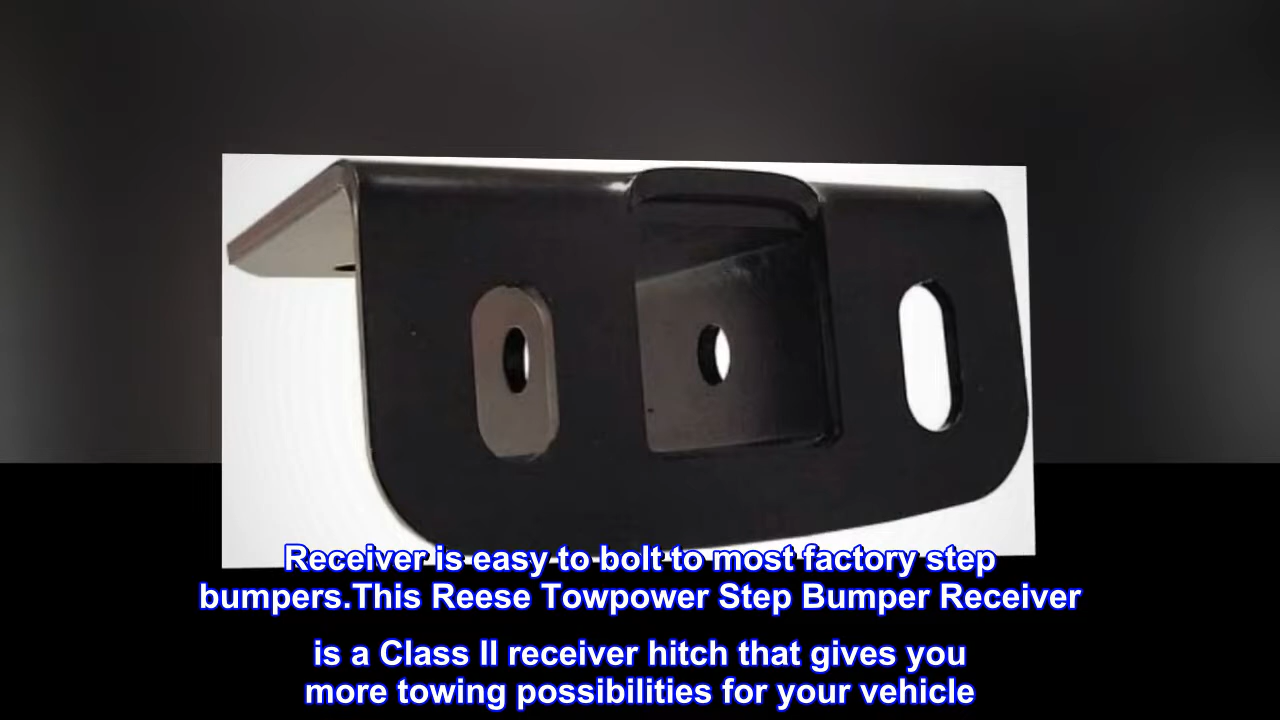 Receiver is easy to bolt to most factory step
bumpers.This Reese Towpower Step Bumper Receiver
is a Class II receiver hitch that gives you
more towing possibilities for your vehicle